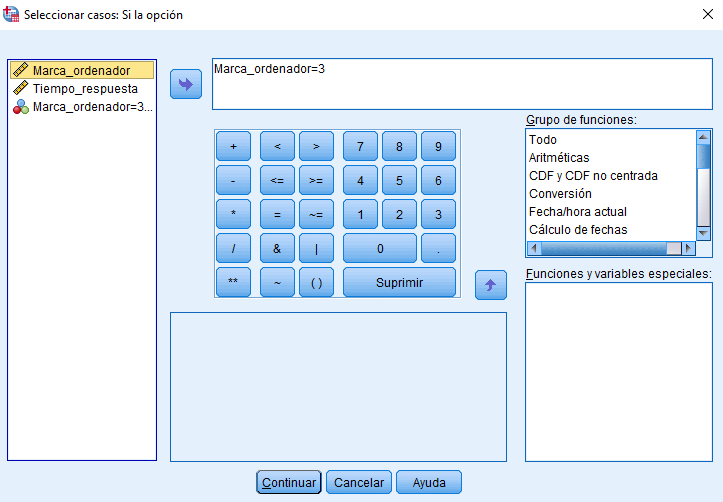 Seleccionar casos: Si la opción
Marca_ordenador
Tiempo_respuesta
Marca_ordenador=3...
Marca_ordenador=3
+ < > 7 8 9
- <= >= 4 5 6
* = ~= 1 2 3
/ & | 0 .
** ~ ( ) Suprimir
Grupo de funciones:
Todo
Aritméticas
CDF y CDF no centrada
Conversión
Fecha/hora actual
Cálculo de fechas
Funciones y variables especiales:
Continuar Cancelar Ayuda